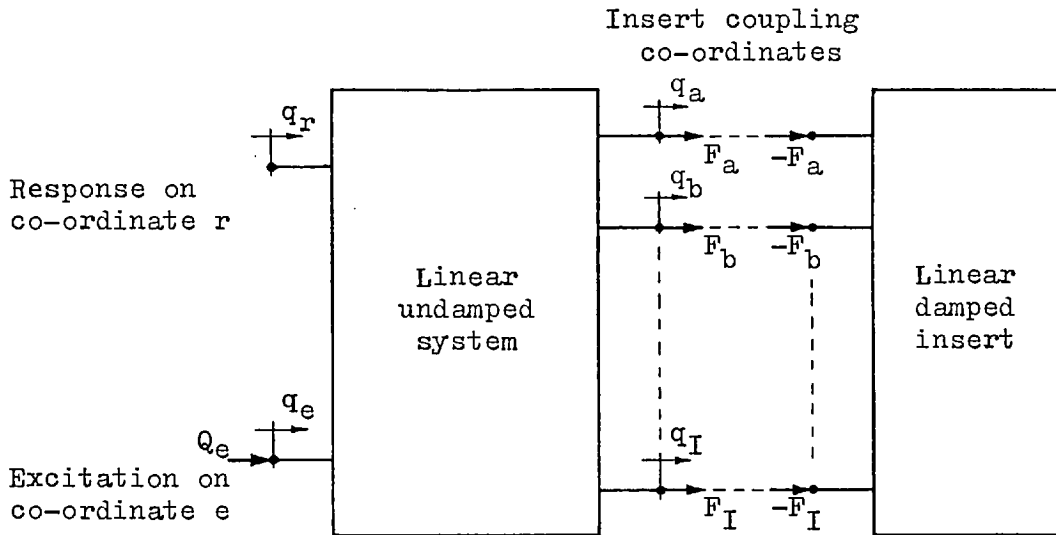 Insert coupling
co-ordinates
q_a
q_r
F_a
-F_a
q_b
Response on
co-ordinate r
F_b
-F_b
Linear
undamped
system
Linear
damped
insert
q_e
Q_e
q_I
Excitation on
co-ordinate e
F_I
-F_I